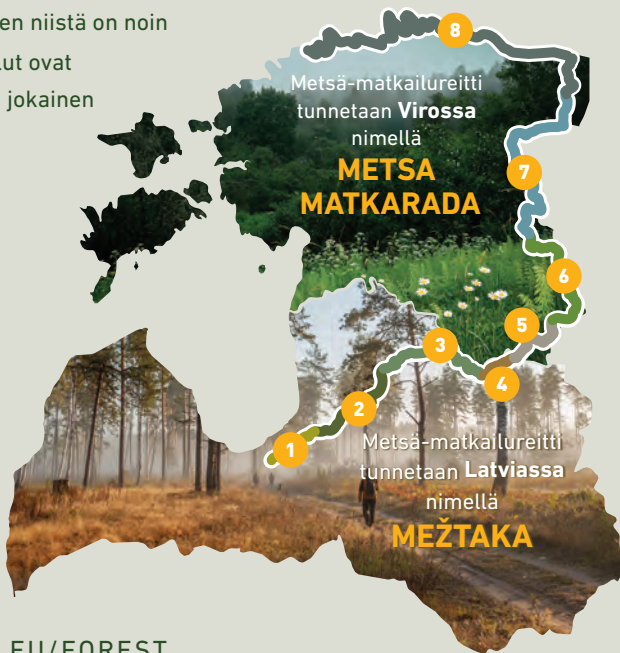 en niistä on noin
lut ovat
jokainen
8
Metsä-matkailureitti
tunnetaan Virossa
nimellä
METSA
MATKARADA
7
6
5
3
4
2
1
Metsä-matkailureitti
tunnetaan Latviassa
nimellä
MEŽTAKA
EU/FOREST